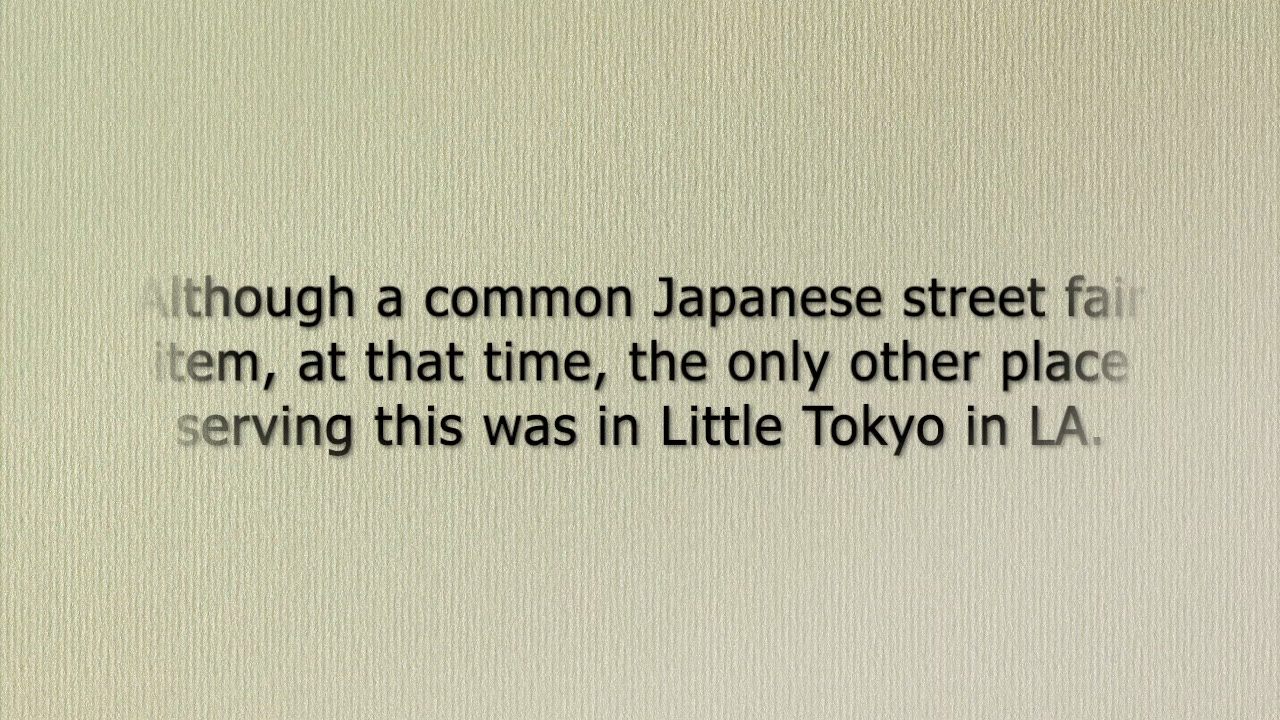 Although a common Japanese street fair
item, at that time, the only other place
serving this was in Little Tokyo in LA.